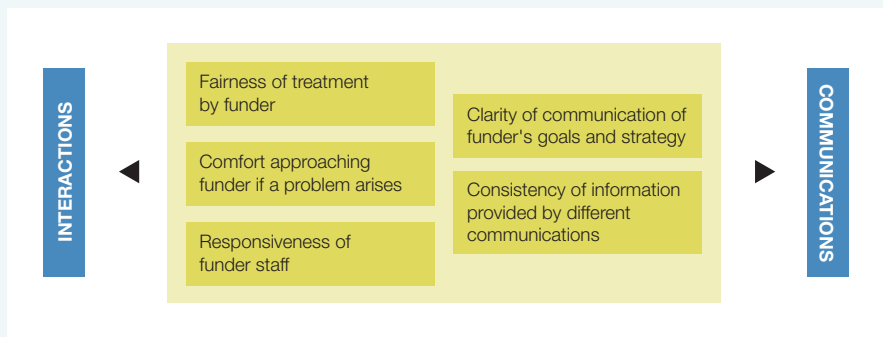 INTERACTIONS
Fairness of treatment
by funder
Comfort approaching
funder if a problem arises
Responsiveness of
funder staff
Clarity of communication of
funder's goals and strategy
Consistency of information
provided by different
communications
COMMUNICATIONS